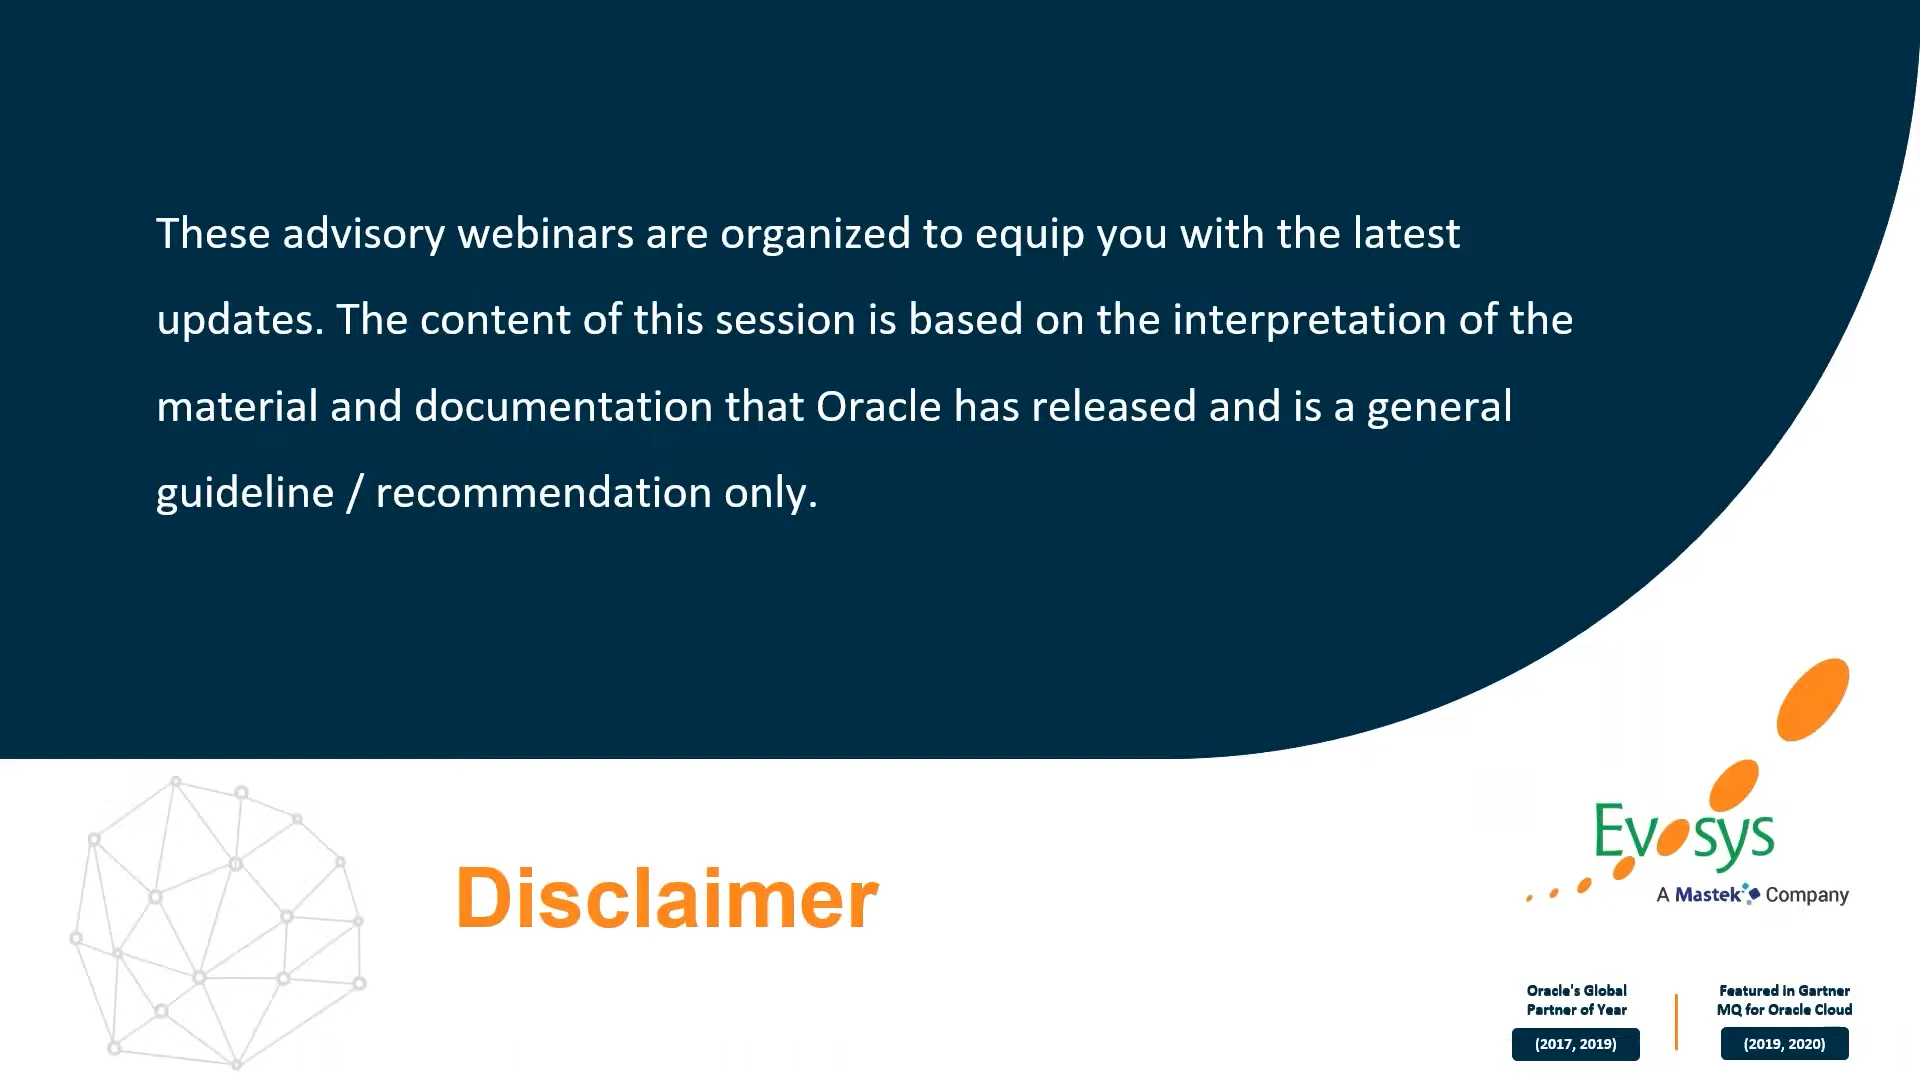 These advisory webinars are organized to equip you with the latest
updates. The content of this session is based on the interpretation of the
material and documentation that Oracle has released and is a general
guideline / recommendation only.
Disclaimer
Evosys
A Mastek Company
Oracle's Global
Partner of Year
(2017, 2019)
Featured in Gartner
MQ for Oracle Cloud
(2019, 2020)